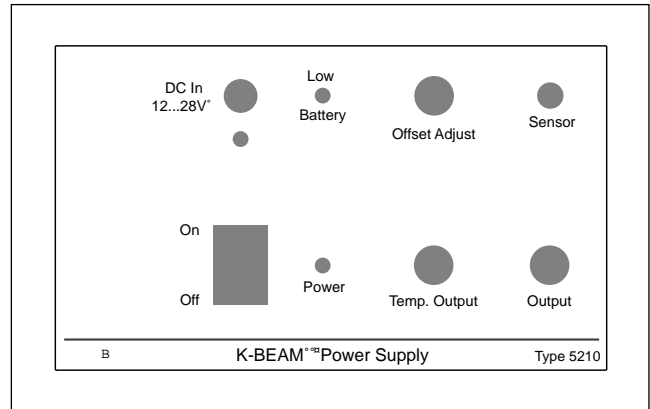 DC In
12...28V°
Low
Battery
Offset Adjust
Sensor
On
Off
Power
Temp. Output
Output
B
K-BEAM°°¤Power Supply
Type 5210